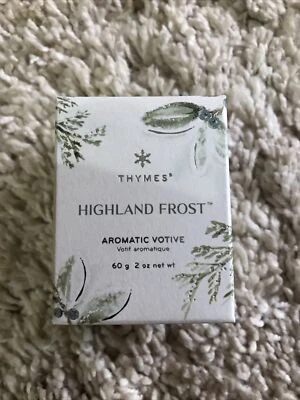 THYMES®
HIGHLAND FROST™
AROMATIC VOTIVE
Votif aromatique
60 g 2 oz net wt